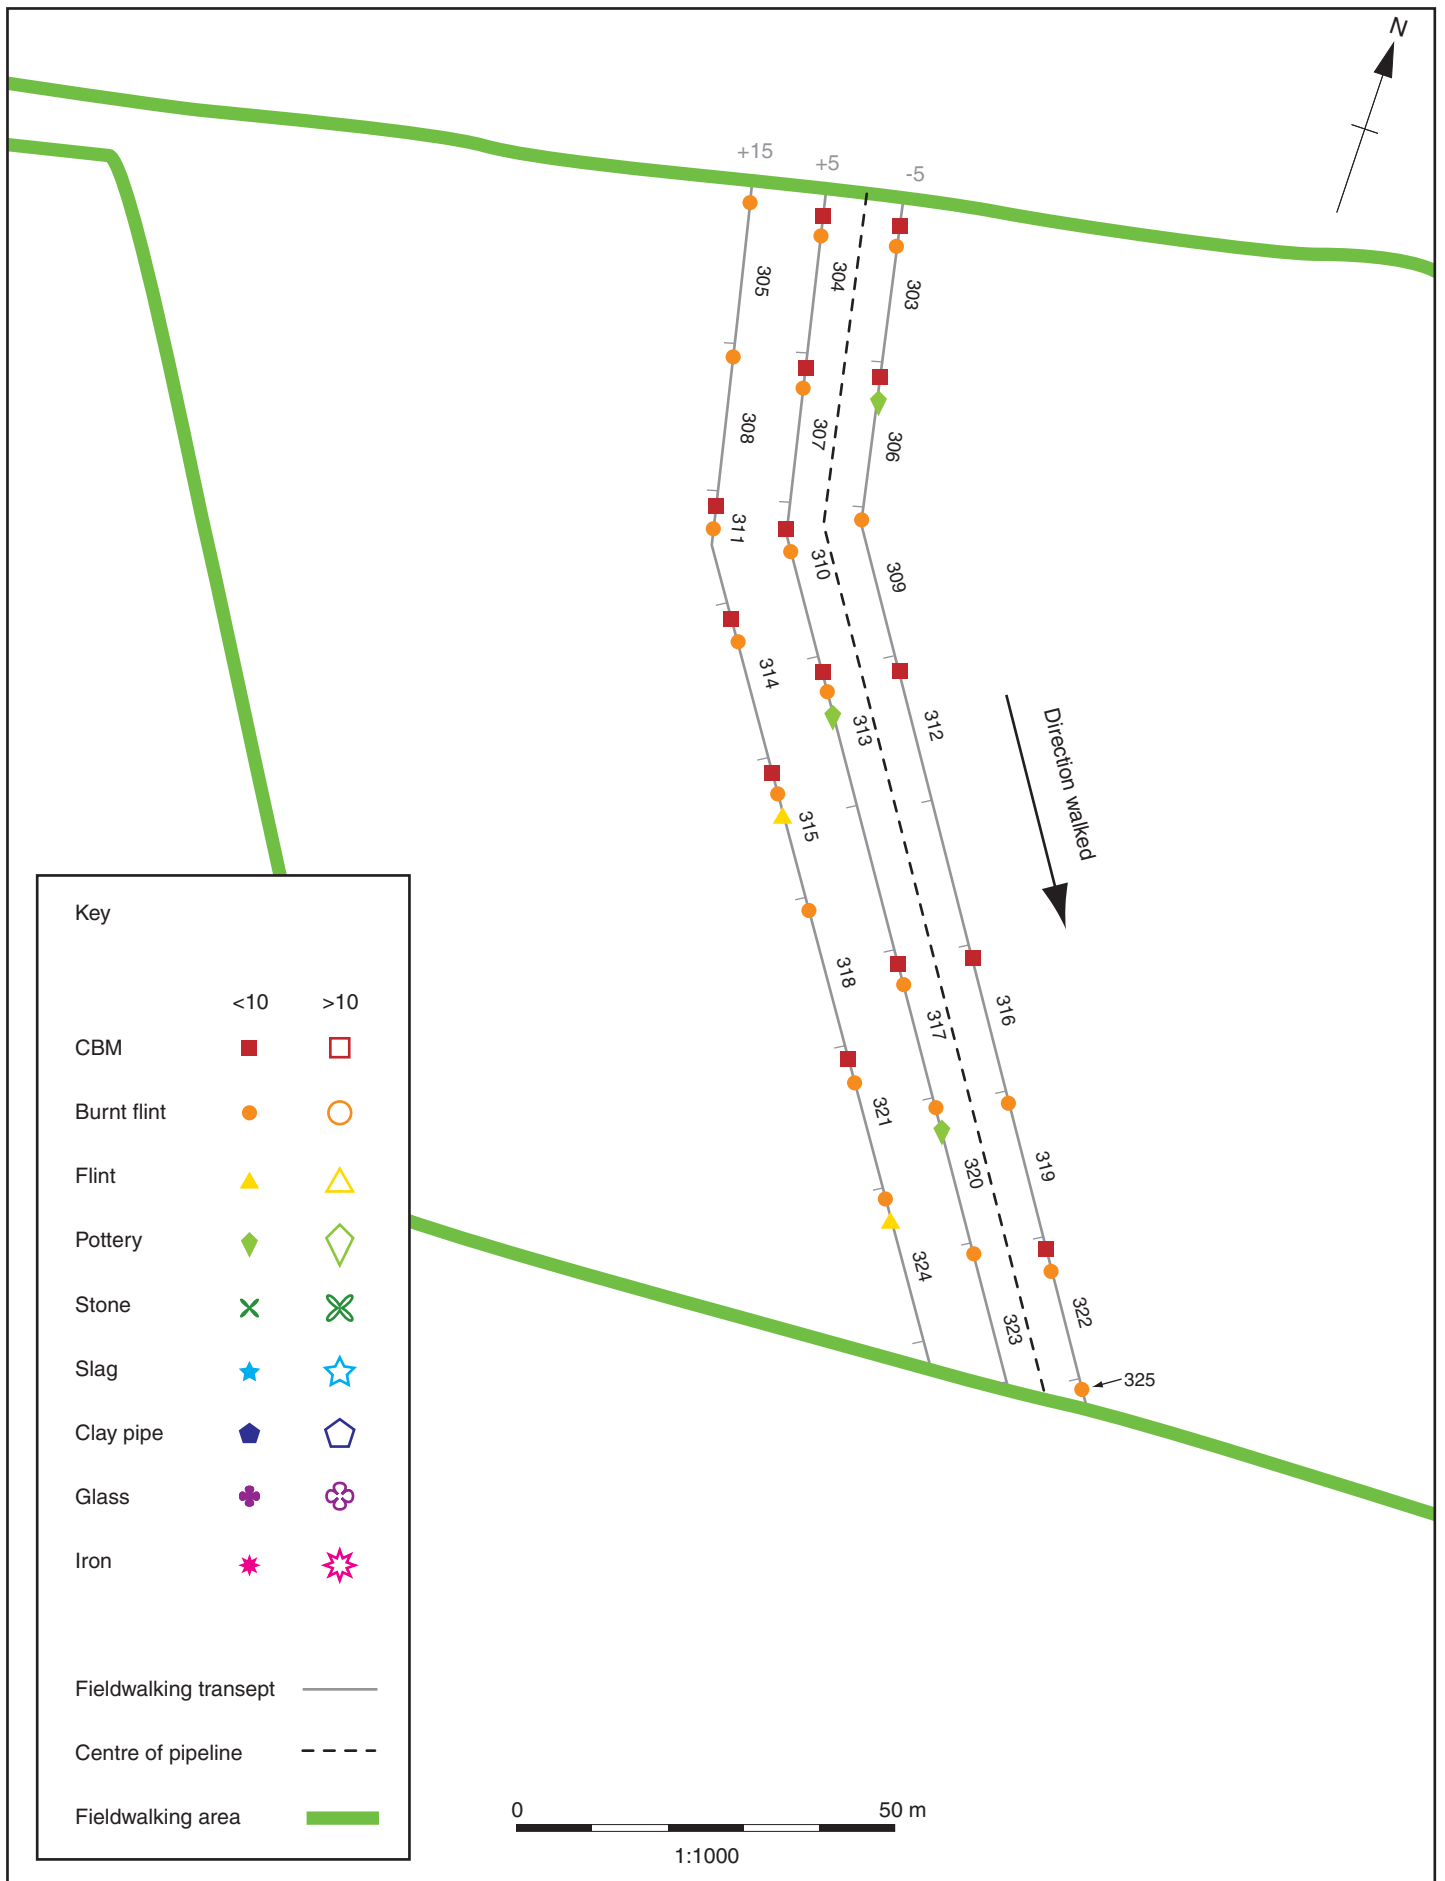 N
+15
+5
-5
305
304
303
308
307
306
311
310
309
314
313
312
Direction walked
315
318
317
316
321
320
319
324
323
322
325
Key
<10 >10
CBM
Burnt flint
Flint
Pottery
Stone
Slag
Clay pipe
Glass
Iron
Fieldwalking transept
Centre of pipeline
Fieldwalking area
0 50 m
1:1000